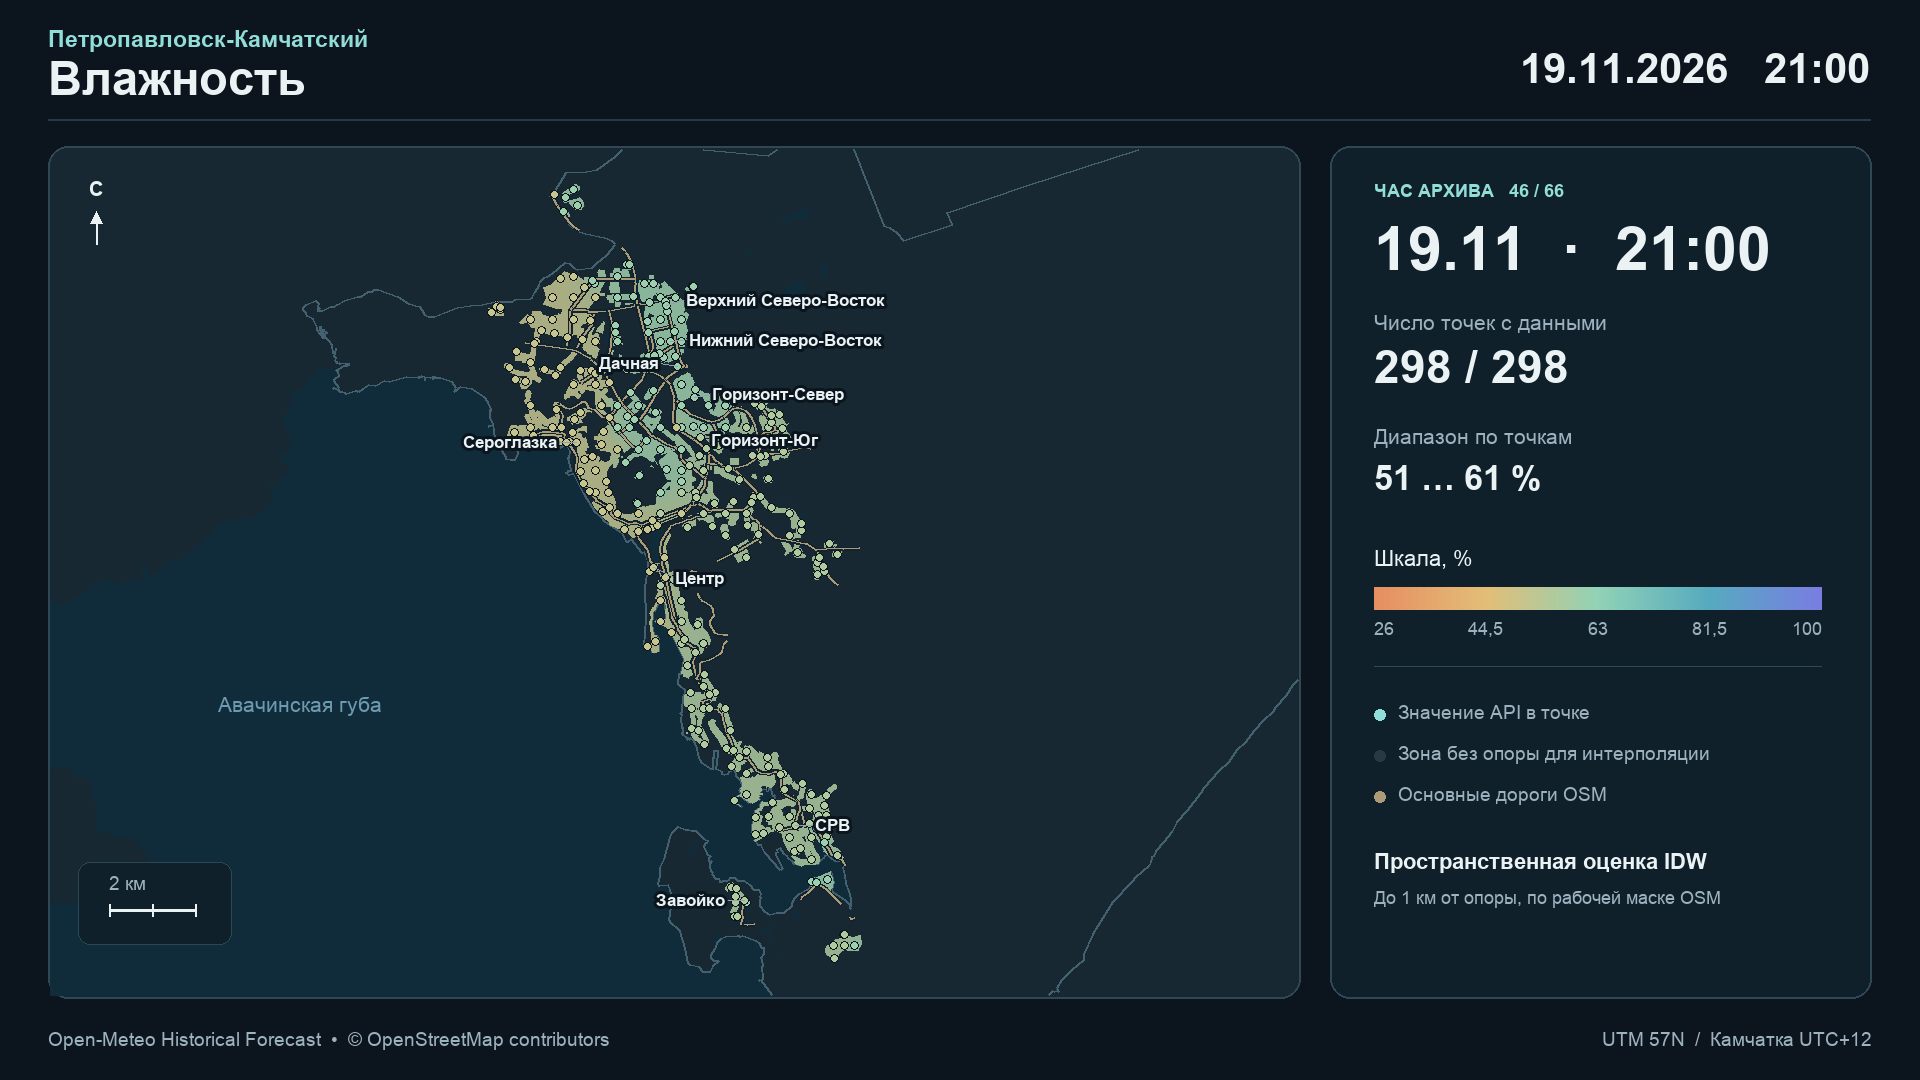 Петропавловск-Камчатский
Влажность
19.11.2026 21:00
С
Верхний Северо-Восток
Нижний Северо-Восток
Дачная
Горизонт-Север
Горизонт-Юг
Сероглазка
Центр
Авачинская губа
СРВ
Завойко
2 км
ЧАС АРХИВА 46 / 66
19.11 · 21:00
Число точек с данными
298 / 298
Диапазон по точкам
51 ... 61 %
Шкала, %
26 44,5 63 81,5 100
Значение API в точке
Зона без опоры для интерполяции
Основные дороги OSM
Пространственная оценка IDW
До 1 км от опоры, по рабочей маске OSM
Open-Meteo Historical Forecast • © OpenStreetMap contributors
UTM 57N / Камчатка UTC+12